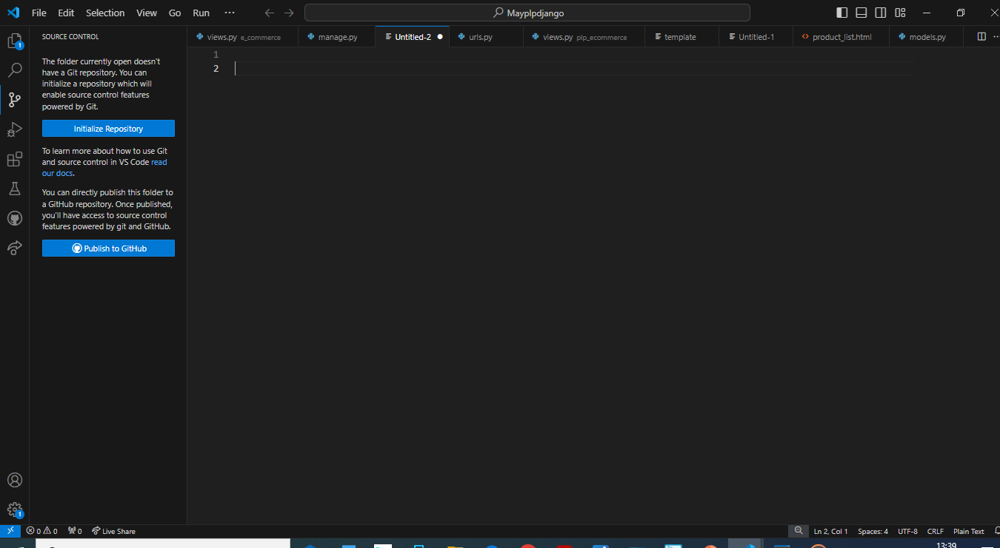 File Edit Selection View Go Run ··· Mayplpdjango
SOURCE CONTROL
views.py e_commerce manage.py Untitled-2 urls.py views.py plp_ecommerce template Untitled-1 product_list.html models.py
1
The folder currently open doesn't
have a Git repository. You can
initialize a repository which will
enable source control features
powered by Git.
Initialize Repository
To learn more about how to use Git
and source control in VS Code read
our docs.
You can directly publish this folder to
a GitHub repository. Once published,
you'll have access to source control
features powered by git and GitHub.
Publish to GitHub
1
2
1
0 0 0 Live Share
Ln 2, Col 1 Spaces: 4 UTF-8 CRLF Plain Text
13:39